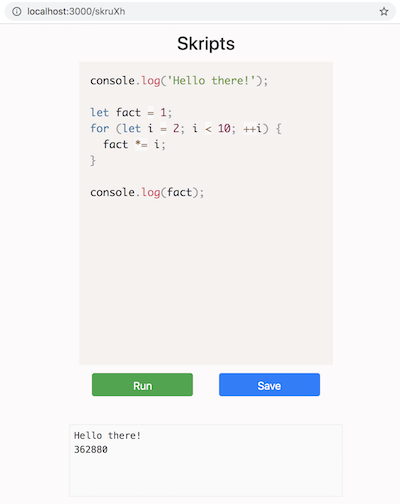 localhost:3000/skruXh
Skripts
console.log('Hello there!');
let fact = 1;
for (let i = 2; i < 10; ++i) {
  fact *= i;
}
console.log(fact);
Run Save
Hello there!
362880